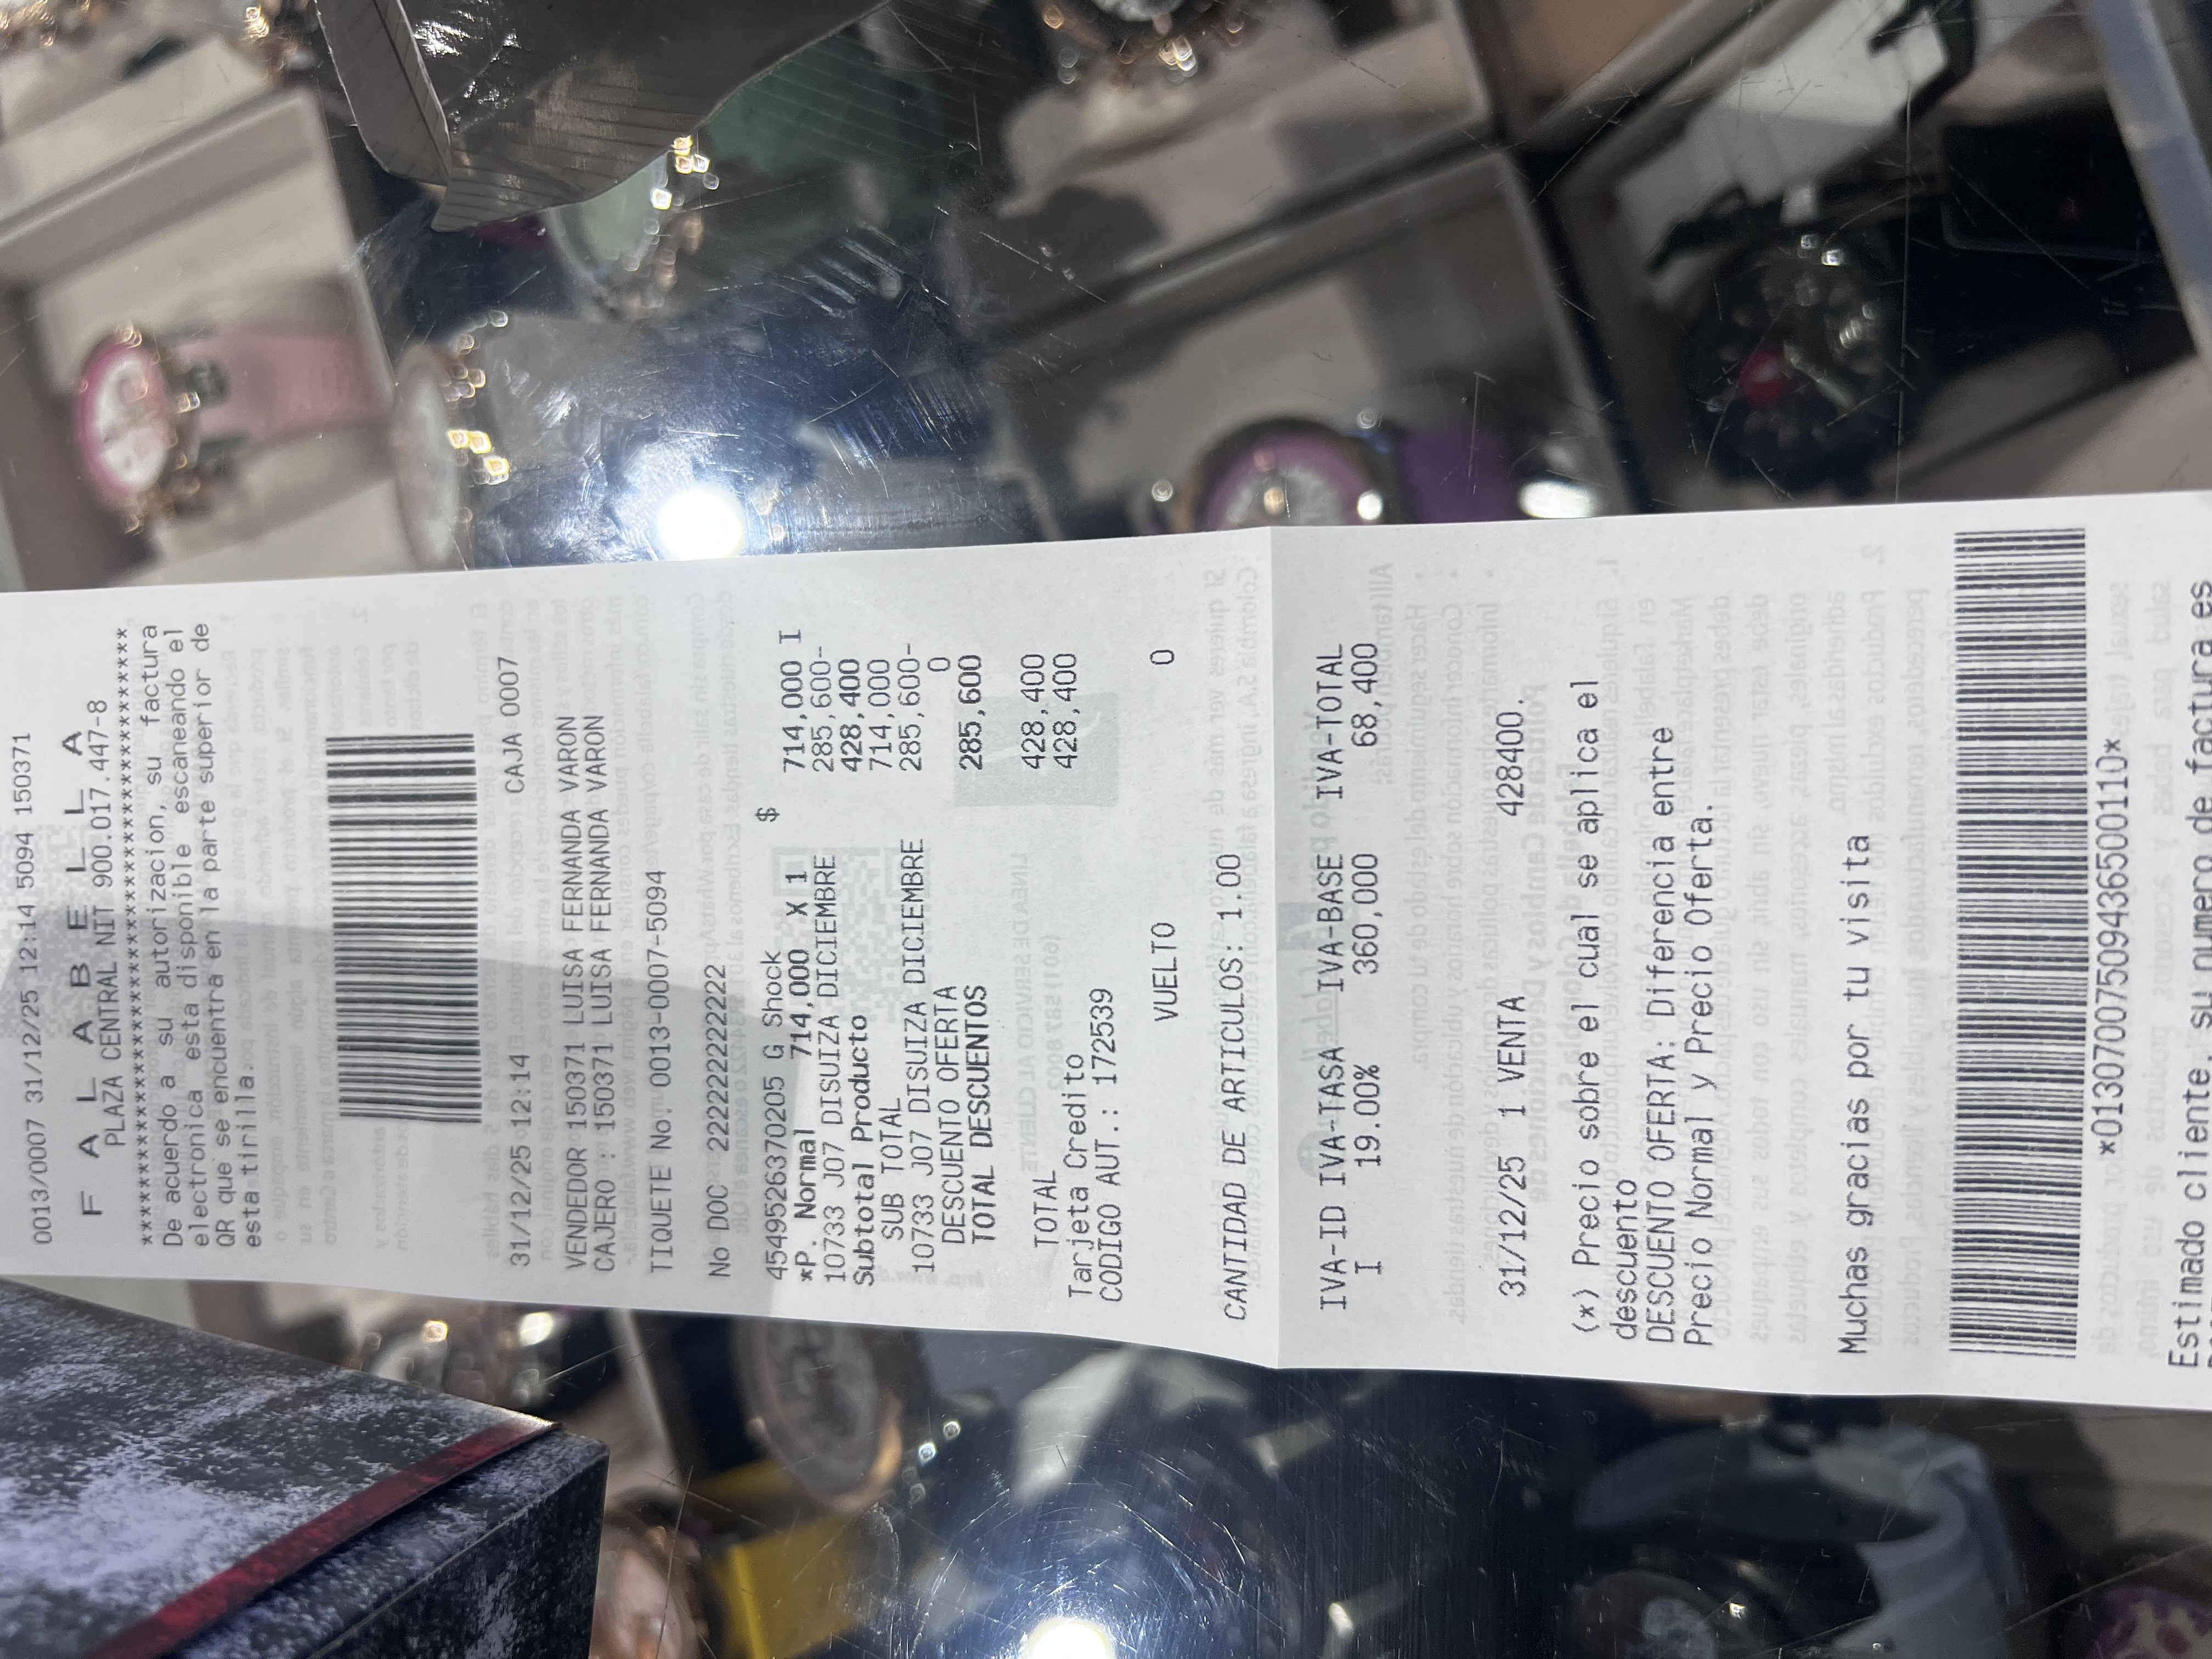 0013/0007 31/12/25 12:14 5094 150371
F A L A B E L L A
PLAZA CENTRAL NIT 900.017.447-8
****************************************
De acuerdo a su autorizacion, su factura
electronica esta disponible escaneando el
QR que se encuentra en la parte superior de
esta tirilla.
31/12/25 12:14 CAJA 0007
VENDEDOR 150371 LUISA FERNANDA VARON
CAJERO : 150371 LUISA FERNANDA VARON
TIQUETE No. 0013-0007-5094
No DOC 222222222222
$
4549526370205 G Shock
*P. Normal 714,000 X 1 714,000 I
10733 J07 DISUIZA DICIEMBRE 285,600-
Subtotal Producto 428,400
SUB TOTAL 714,000
10733 J07 DISUIZA DICIEMBRE 285,600-
DESCUENTO OFERTA 0
TOTAL DESCUENTOS 285,600
TOTAL 428,400
Tarjeta Credito 428,400
CODIGO AUT.: 172539
VUELTO 0
CANTIDAD DE ARTICULOS: 1.00
IVA-ID IVA-TASA IVA-BASE IVA-TOTAL
I 19.00% 360,000 68,400
31/12/25 1 VENTA 428400.
(*) Precio sobre el cual se aplica el
descuento
DESCUENTO OFERTA: Diferencia entre
Precio Normal y Precio Oferta.
Muchas gracias por tu visita
*01307007509436500110*
Estimado cliente, su numero de factura es